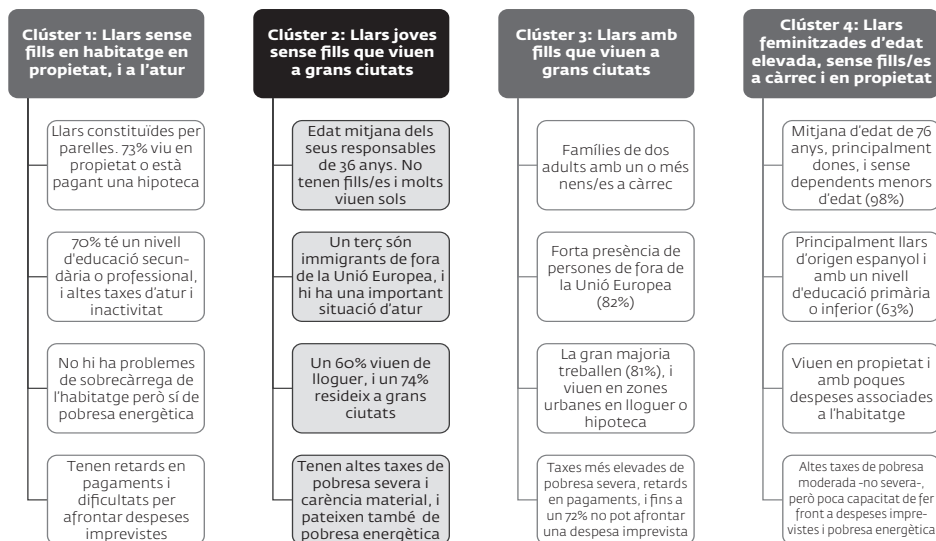 Clúster 1: Llars sense
fills en habitatge en
propietat, i a l'atur
Llars constituïdes per
parelles. 73% viu en
propietat o està
pagant una hipoteca
70% té un nivell
d'educació secun-
dària o professional,
i altes taxes d'atur i
inactivitat
No hi ha problemes
de sobrecàrrega de
l'habitatge però sí de
pobresa energètica
Tenen retards en
pagaments i
dificultats per
afrontar despeses
imprevistes
Clúster 2: Llars joves
sense fills que viuen
a grans ciutats
Edat mitjana dels
seus responsables
de 36 anys. No
tenen fills/es i molts
viuen sols
Un terç són
immigrants de fora
de la Unió Europea, i
hi ha una important
situació d'atur
Un 60% viuen de
lloguer, i un 74%
resideix a grans
ciutats
Tenen altes taxes de
pobresa severa i
carència material, i
pateixen també de
pobresa energètica
Clúster 3: Llars amb
fills que viuen a
grans ciutats
Famílies de dos
adults amb un o més
nens/es a càrrec
Forta presència de
persones de fora de
la Unió Europea
(82%)
La gran majoria
treballen (81%), i
viuen en zones
urbanes en lloguer o
hipoteca
Taxes més elevades de
pobresa severa, retards
en pagaments, i fins a
un 72% no pot afrontar
una despesa imprevista
Clúster 4: Llars
feminitzades d'edat
elevada, sense fills/es
a càrrec i en propietat
Mitjana d'edat de 76
anys, principalment
dones, i sense
dependents menors
d'edat (98%)
Principalment llars
d'origen espanyol i
amb un nivell
d'educació primària
o inferior (63%)
Viuen en propietat i
amb poques
despeses associades
a l'habitatge
Altes taxes de pobresa
moderada -no severa-,
però poca capacitat de fer
front a despeses impre-
vistes i pobresa energètica